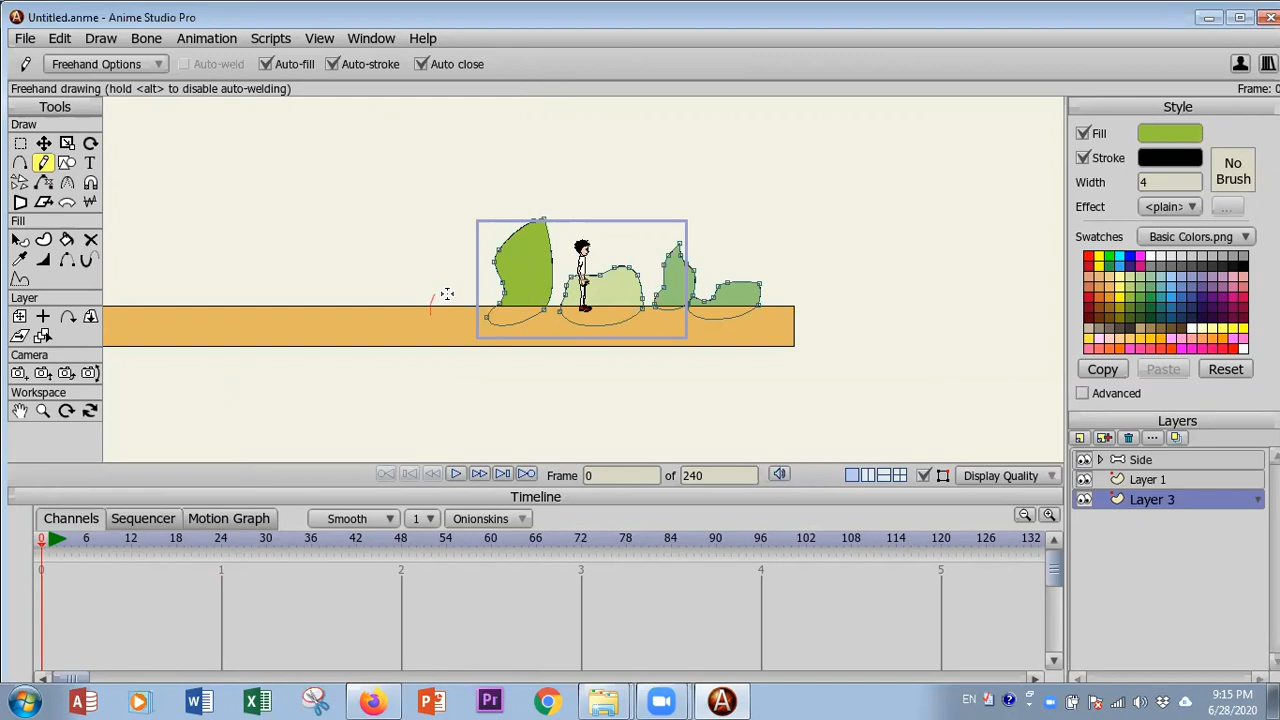 Untitled.anme - Anime Studio Pro
File Edit Draw Bone Animation Scripts View Window Help
Freehand Options Auto-weld Auto-fill Auto-stroke Auto close
Freehand drawing (hold <alt> to disable auto-welding) Frame: 0
Tools
Draw
T
Fill
Layer
Camera
Workspace
Style
Fill
Stroke
No
Brush
Width 4
Effect <plain> ...
Swatches Basic Colors.png
Copy Paste Reset
Advanced
Layers
Side
Layer 1
Layer 3
Frame 0 of 240 Display Quality
Timeline
Channels Sequencer Motion Graph Smooth 1 Onionskins
0 6 12 18 24 30 36 42 48 54 60 66 72 78 84 90 96 102 108 114 120 126 132
0 1 2 3 4 5
EN 9:15 PM
6/28/2020